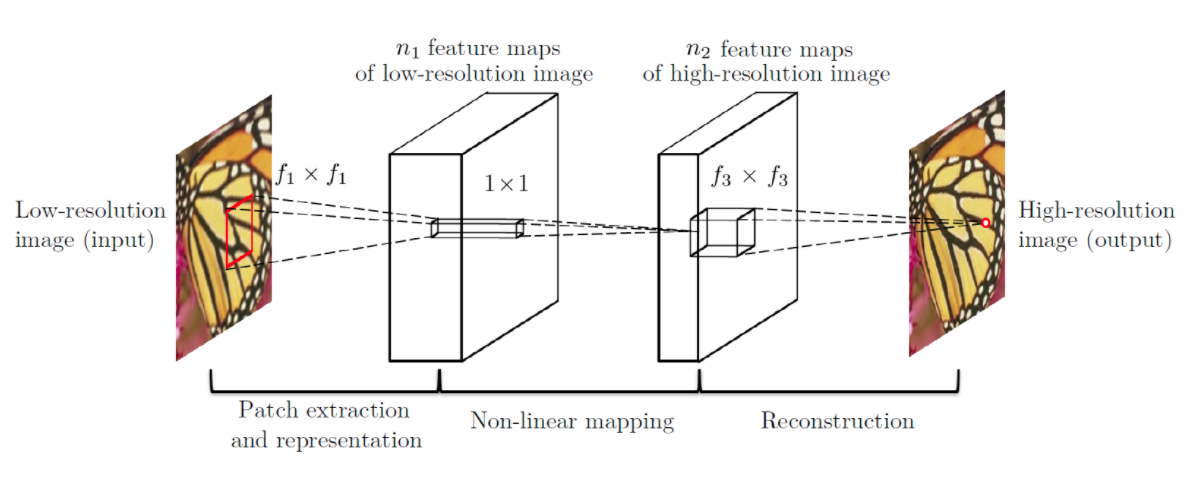 n₁ feature maps
of low-resolution image
n₂ feature maps
of high-resolution image
f₁ × f₁
1×1
f₃ × f₃
Low-resolution
image (input)
High-resolution
image (output)
Patch extraction
and representation
Non-linear mapping
Reconstruction